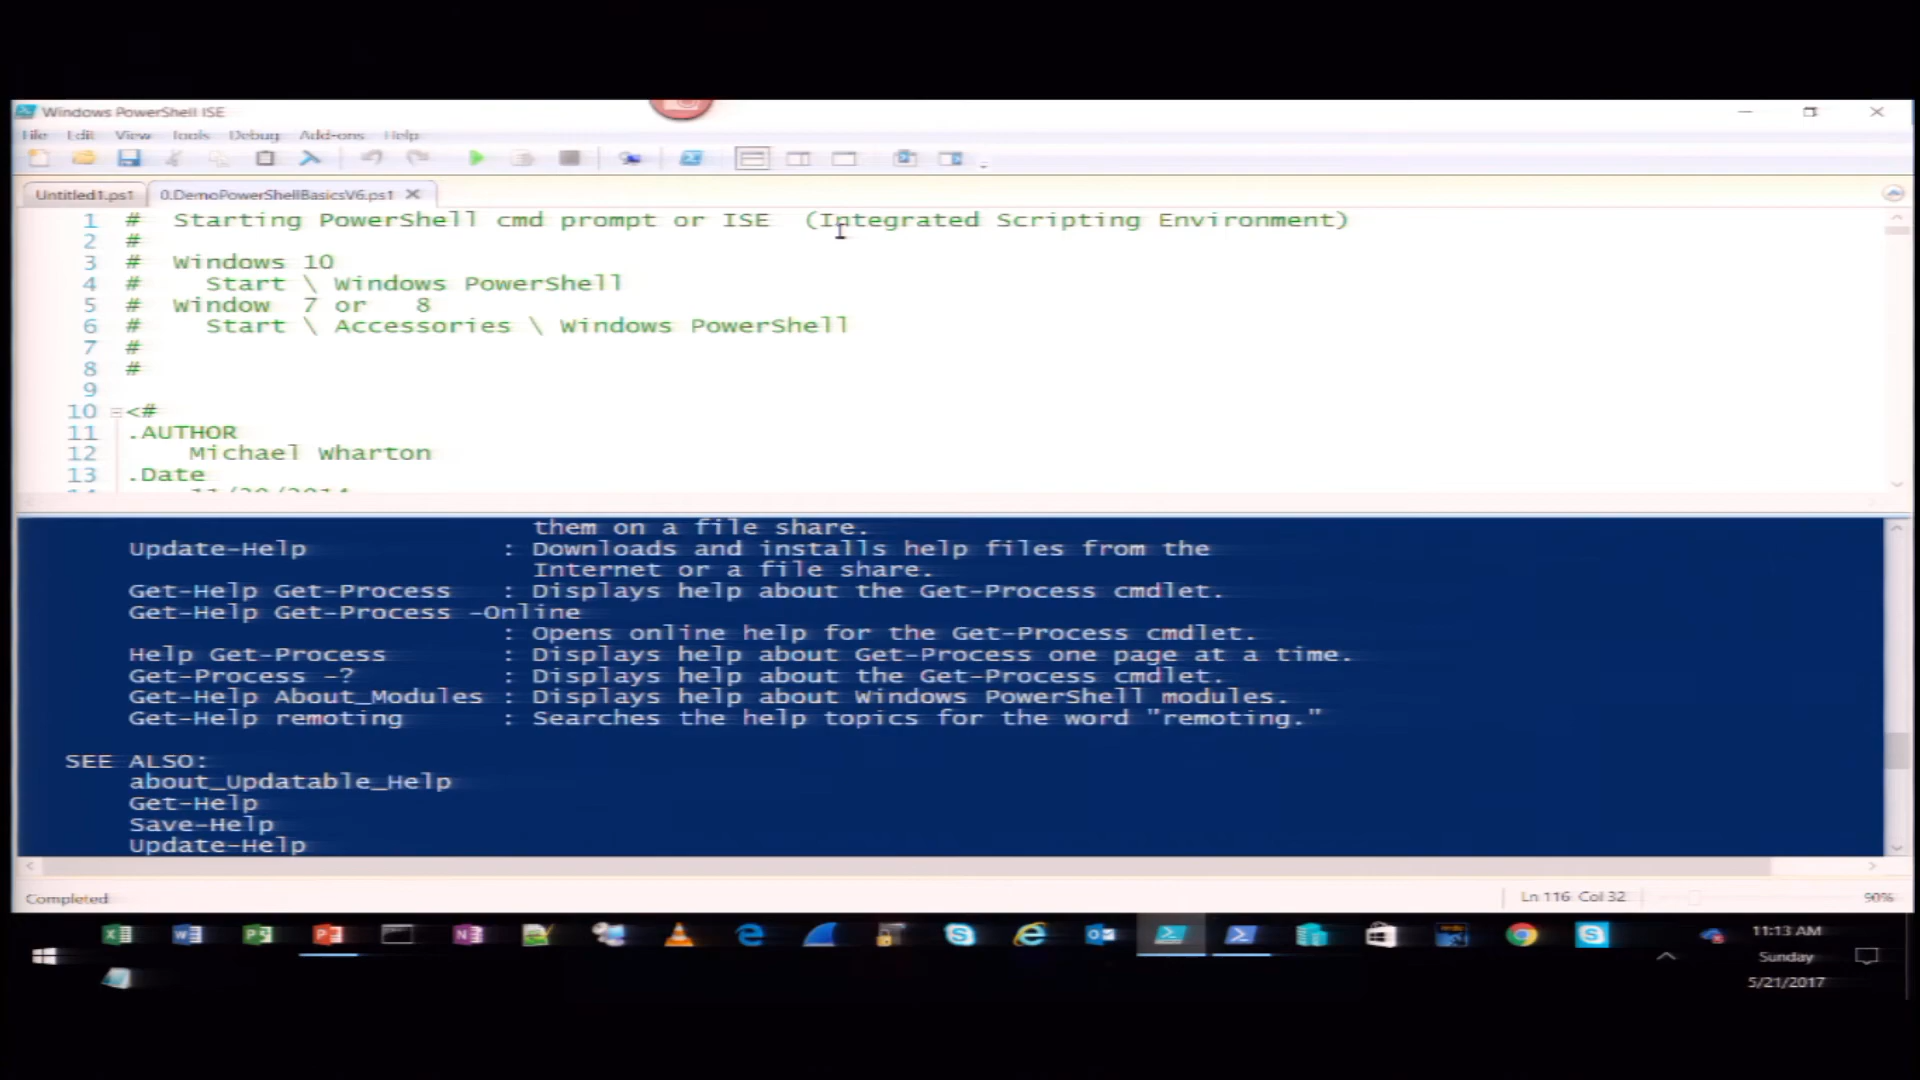 Windows PowerShell ISE
File Edit View Tools Debug Add-ons Help
Untitled1.ps1 0.DemoPowerShellBasicsV6.ps1
1 # Starting PowerShell cmd prompt or ISE (Integrated Scripting Environment)
2 #
3 # Windows 10
4 # Start \ Windows PowerShell
5 # Window 7 or 8
6 # Start \ Accessories \ Windows PowerShell
7 #
8 #
9
10 <#
11 .AUTHOR
12 Michael Wharton
13 .Date
them on a file share.
Update-Help : Downloads and installs help files from the
Internet or a file share.
Get-Help Get-Process : Displays help about the Get-Process cmdlet.
Get-Help Get-Process -Online
: Opens online help for the Get-Process cmdlet.
Help Get-Process : Displays help about Get-Process one page at a time.
Get-Process -? : Displays help about the Get-Process cmdlet.
Get-Help About_Modules : Displays help about Windows PowerShell modules.
Get-Help remoting : Searches the help topics for the word "remoting."
SEE ALSO:
about_Updatable_Help
Get-Help
Save-Help
Update-Help
Completed Ln 116 Col 32 90%
11:13 AM
Sunday
5/21/2017